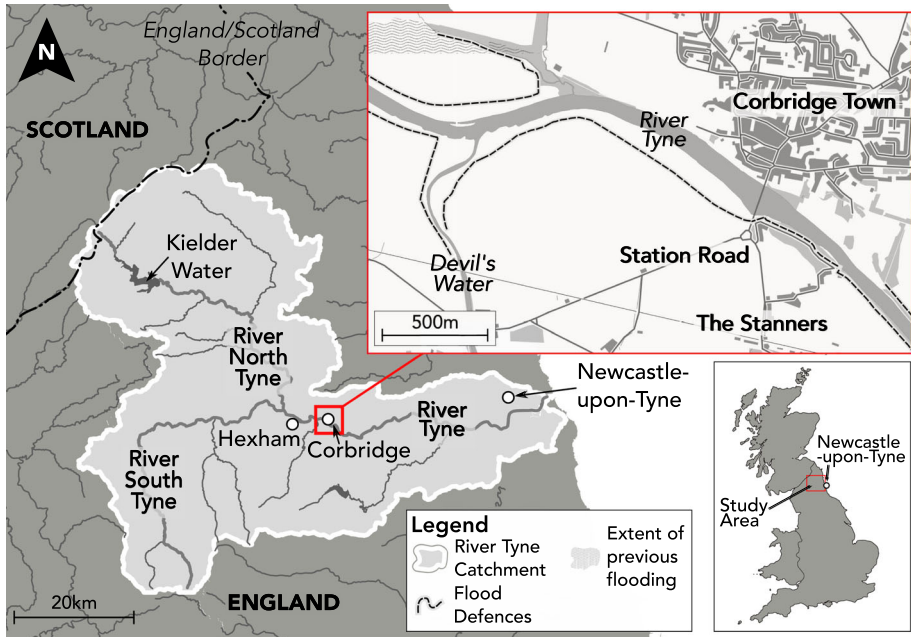 N
England/Scotland
Border
SCOTLAND
Kielder
Water
River
North
Tyne
River
South
Tyne
Hexham
Corbridge
River
Tyne
Newcastle-
upon-Tyne
20km
ENGLAND
Corbridge Town
River
Tyne
Station Road
Devil's
Water
The Stanners
500m
Legend
River Tyne
Catchment
Flood
Defences
Extent of
previous
flooding
Newcastle
-upon-Tyne
Study
Area